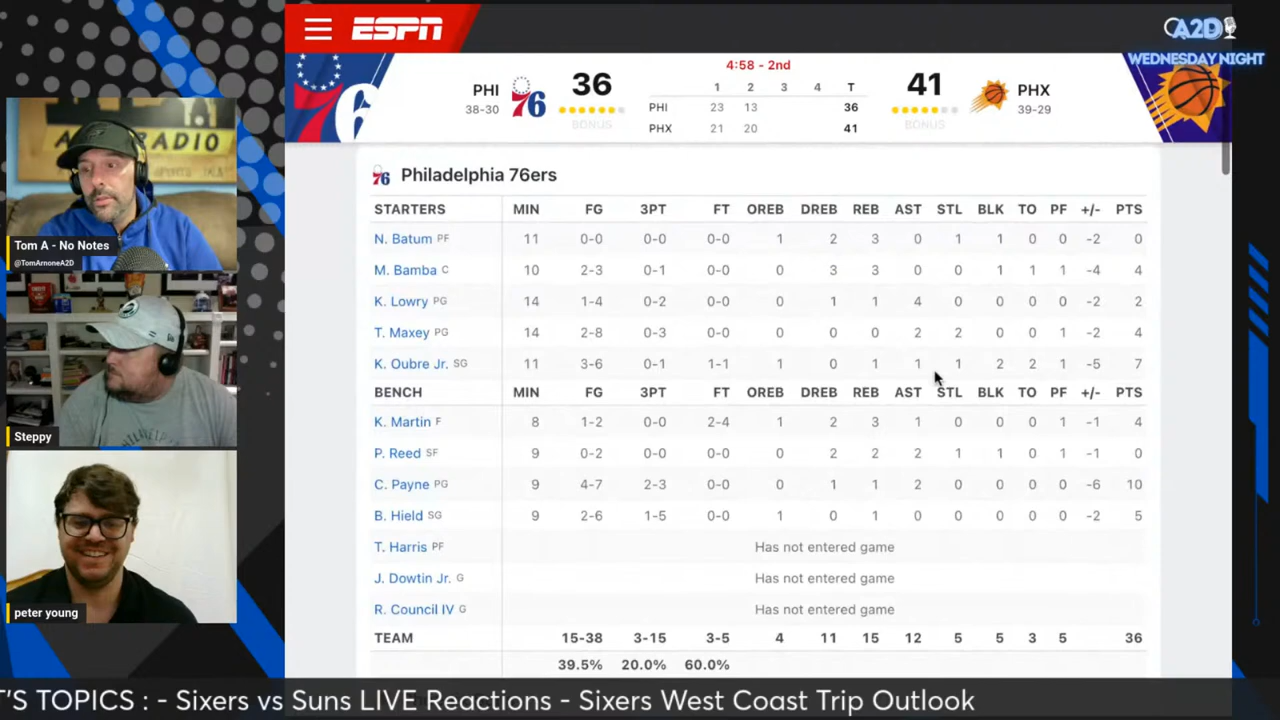 ESPN
A2D
WEDNESDAY NIGHT
4:58 - 2nd
PHI 76 36
38-30
BONUS
1 2 3 4 T
PHI 23 13 36
PHX 21 20 41
41 PHX
39-29
BONUS
76
RADIO
Tom A - No Notes
@TomArnoneA2D
Steppy
peter young
76 Philadelphia 76ers
STARTERS MIN FG 3PT FT OREB DREB REB AST STL BLK TO PF +/- PTS
N. Batum PF 11 0-0 0-0 0-0 1 2 3 0 1 1 0 0 -2 0
M. Bamba C 10 2-3 0-1 0-0 0 3 3 0 0 1 1 1 -4 4
K. Lowry PG 14 1-4 0-2 0-0 0 1 1 4 0 0 0 0 -2 2
T. Maxey PG 14 2-8 0-3 0-0 0 0 0 2 2 0 0 1 -2 4
K. Oubre Jr. SG 11 3-6 0-1 1-1 1 0 1 1 1 2 2 1 -5 7
BENCH MIN FG 3PT FT OREB DREB REB AST STL BLK TO PF +/- PTS
K. Martin F 8 1-2 0-0 2-4 1 2 3 1 0 0 0 1 -1 4
P. Reed SF 9 0-2 0-0 0-0 0 2 2 2 1 1 0 1 -1 0
C. Payne PG 9 4-7 2-3 0-0 0 1 1 2 0 0 0 0 -6 10
B. Hield SG 9 2-6 1-5 0-0 1 0 1 0 0 0 0 0 -2 5
T. Harris PF Has not entered game
J. Dowtin Jr. G Has not entered game
R. Council IV G Has not entered game
TEAM 15-38 3-15 3-5 4 11 15 12 5 5 3 5 36
39.5% 20.0% 60.0%
T'S TOPICS : - Sixers vs Suns LIVE Reactions - Sixers West Coast Trip Outlook